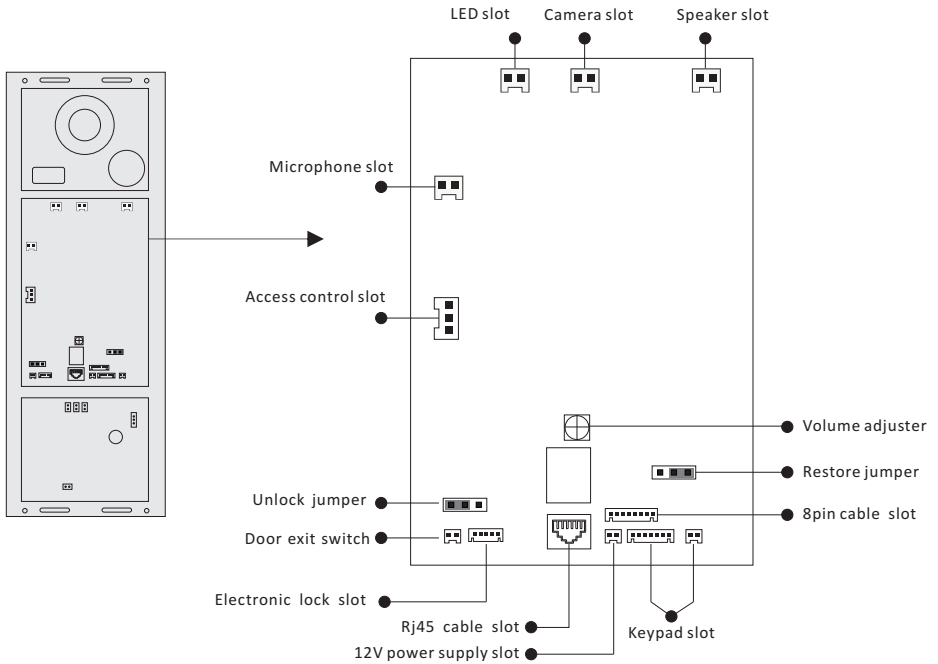 LED slot
Camera slot
Speaker slot
Microphone slot
Access control slot
Volume adjuster
Restore jumper
Unlock jumper
8pin cable slot
Door exit switch
Electronic lock slot
Rj45 cable slot
Keypad slot
12V power supply slot